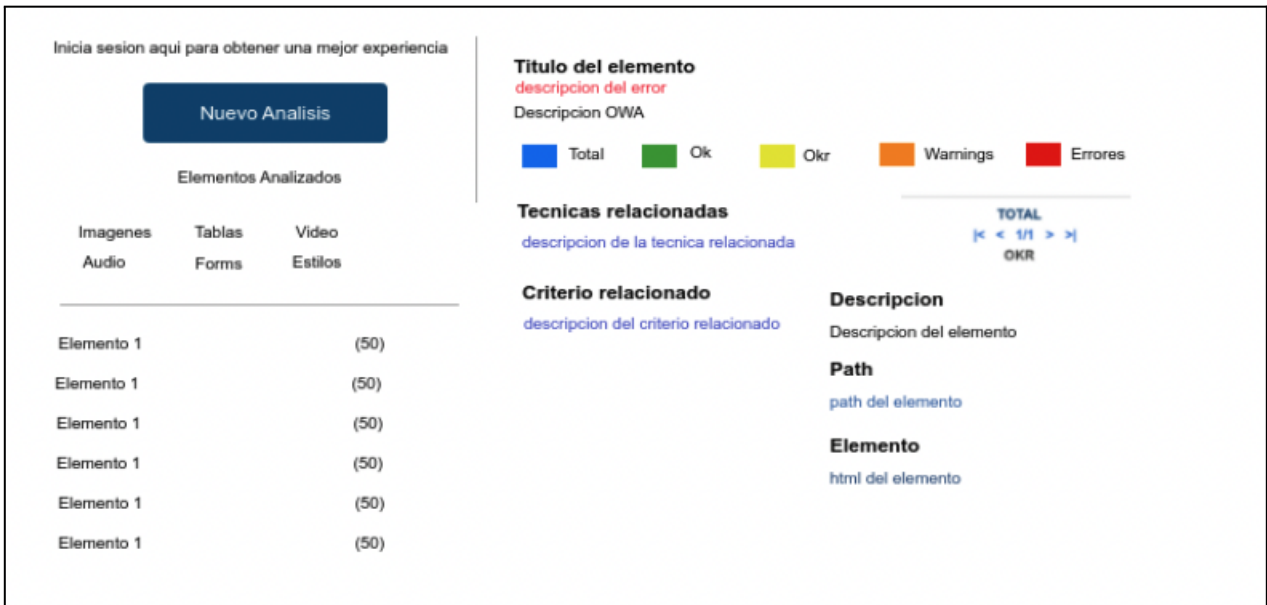 Inicia sesion aqui para obtener una mejor experiencia
Nuevo Analisis
Elementos Analizados
Imagenes Tablas Video
Audio Forms Estilos
Elemento 1 (50)
Elemento 1 (50)
Elemento 1 (50)
Elemento 1 (50)
Elemento 1 (50)
Elemento 1 (50)
Titulo del elemento
descripcion del error
Descripcion OWA
Total Ok Okr Warnings Errores
Tecnicas relacionadas
descripcion de la tecnica relacionada
Criterio relacionado
descripcion del criterio relacionado
TOTAL
|< < 1/1 > >|
OKR
Descripcion
Descripcion del elemento
Path
path del elemento
Elemento
html del elemento